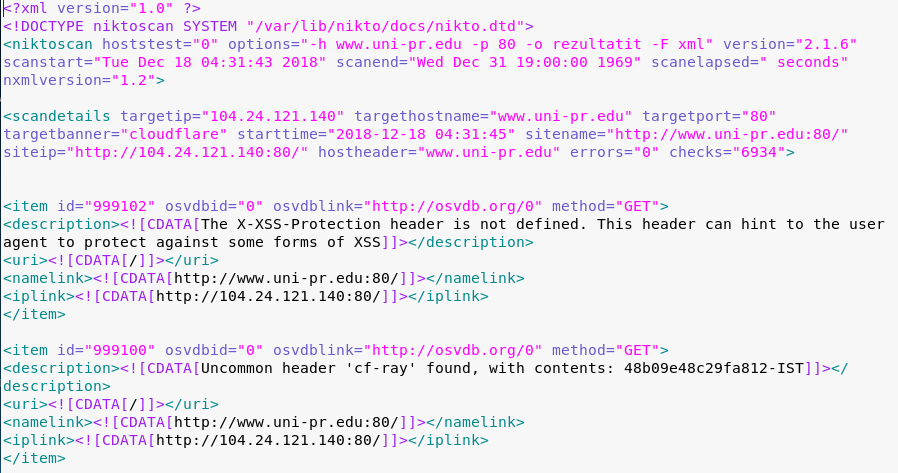 <?xml version="1.0" ?>
<!DOCTYPE niktoscan SYSTEM "/var/lib/nikto/docs/nikto.dtd">
<niktoscan hoststest="0" options="-h www.uni-pr.edu -p 80 -o rezultatit -F xml" version="2.1.6"
scanstart="Tue Dec 18 04:31:43 2018" scanend="Wed Dec 31 19:00:00 1969" scanelapsed=" seconds"
nxmlversion="1.2">
<scandetails targetip="104.24.121.140" targethostname="www.uni-pr.edu" targetport="80"
targetbanner="cloudflare" starttime="2018-12-18 04:31:45" sitename="http://www.uni-pr.edu:80/"
siteip="http://104.24.121.140:80/" hostheader="www.uni-pr.edu" errors="0" checks="6934">
<item id="999102" osvdbid="0" osvdblink="http://osvdb.org/0" method="GET">
<description><![CDATA[The X-XSS-Protection header is not defined. This header can hint to the user
agent to protect against some forms of XSS]]></description>
<uri><![CDATA[/]]></uri>
<namelink><![CDATA[http://www.uni-pr.edu:80/]]></namelink>
<iplink><![CDATA[http://104.24.121.140:80/]]></iplink>
</item>
<item id="999100" osvdbid="0" osvdblink="http://osvdb.org/0" method="GET">
<description><![CDATA[Uncommon header 'cf-ray' found, with contents: 48b09e48c29fa812-IST]]></
description>
<uri><![CDATA[/]]></uri>
<namelink><![CDATA[http://www.uni-pr.edu:80/]]></namelink>
<iplink><![CDATA[http://104.24.121.140:80/]]></iplink>
</item>